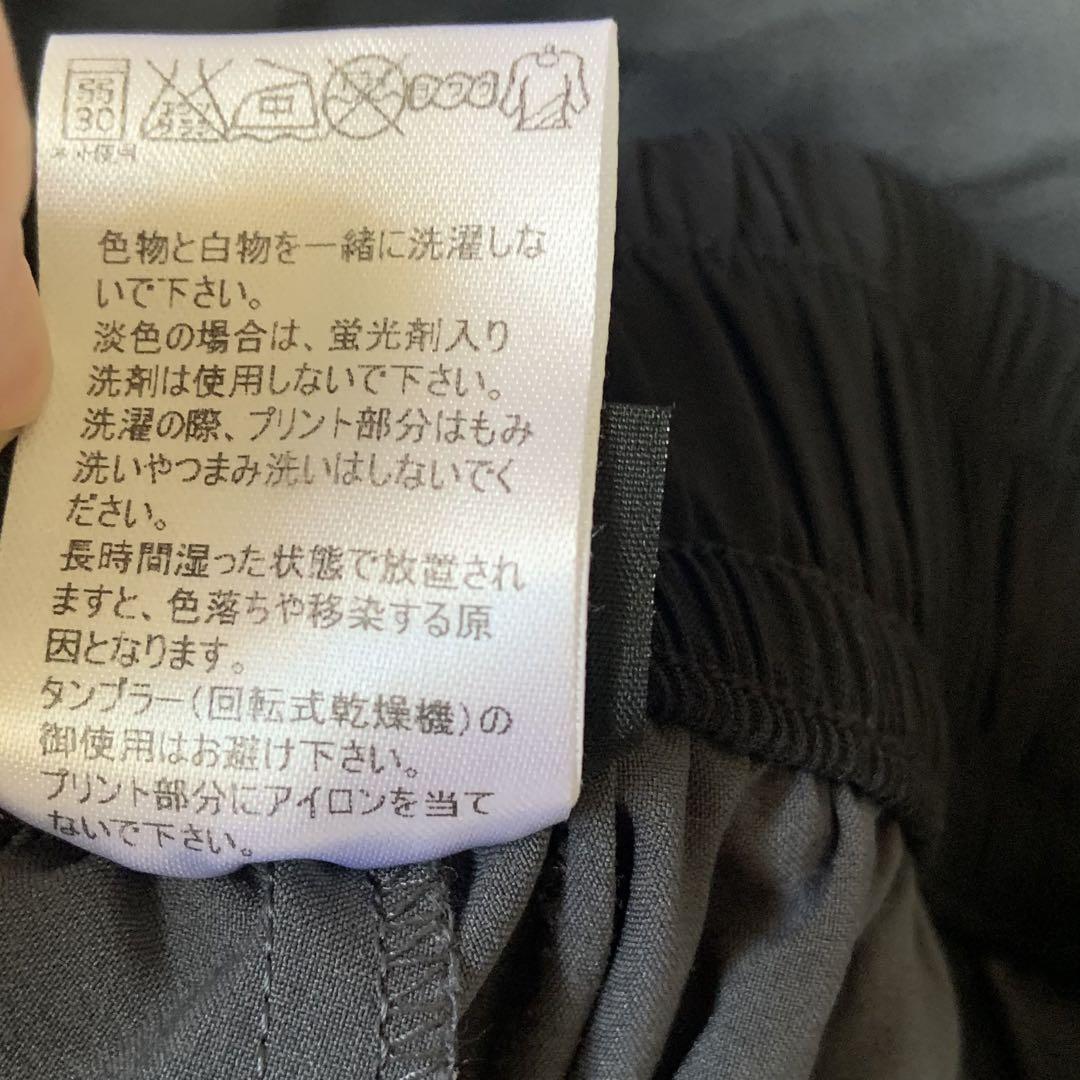 弱
30
中
色物と白物を一緒に洗濯しな
いで下さい。
淡色の場合は、蛍光剤入り
洗剤は使用しないで下さい。
洗濯の際、プリント部分はもみ
洗いやつまみ洗いはしないでく
ださい。
長時間湿った状態で放置され
ますと、色落ちや移染する原
因となります。
タンブラー(回転式乾燥機)の
御使用はお避け下さい。
プリント部分にアイロンを当て
ないで下さい。